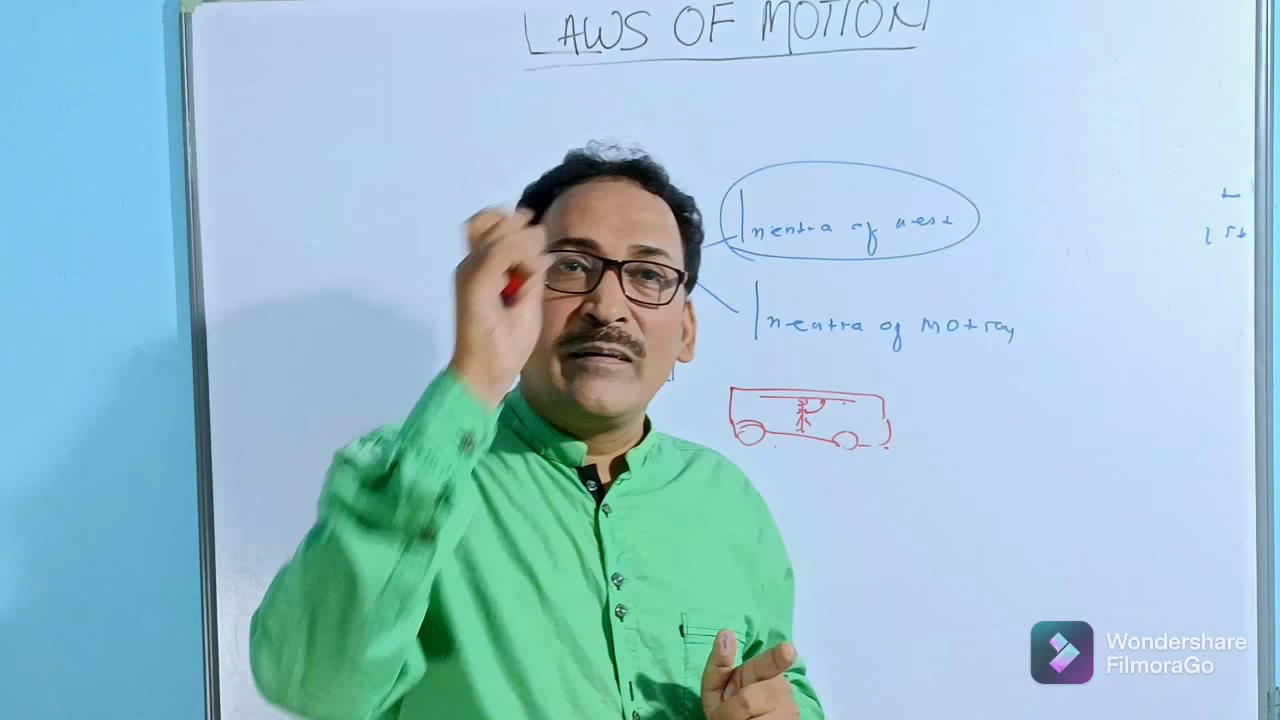 LAWS OF MOTION
Inertia of rest
Inertia of Motion
Wondershare
FilmoraGo